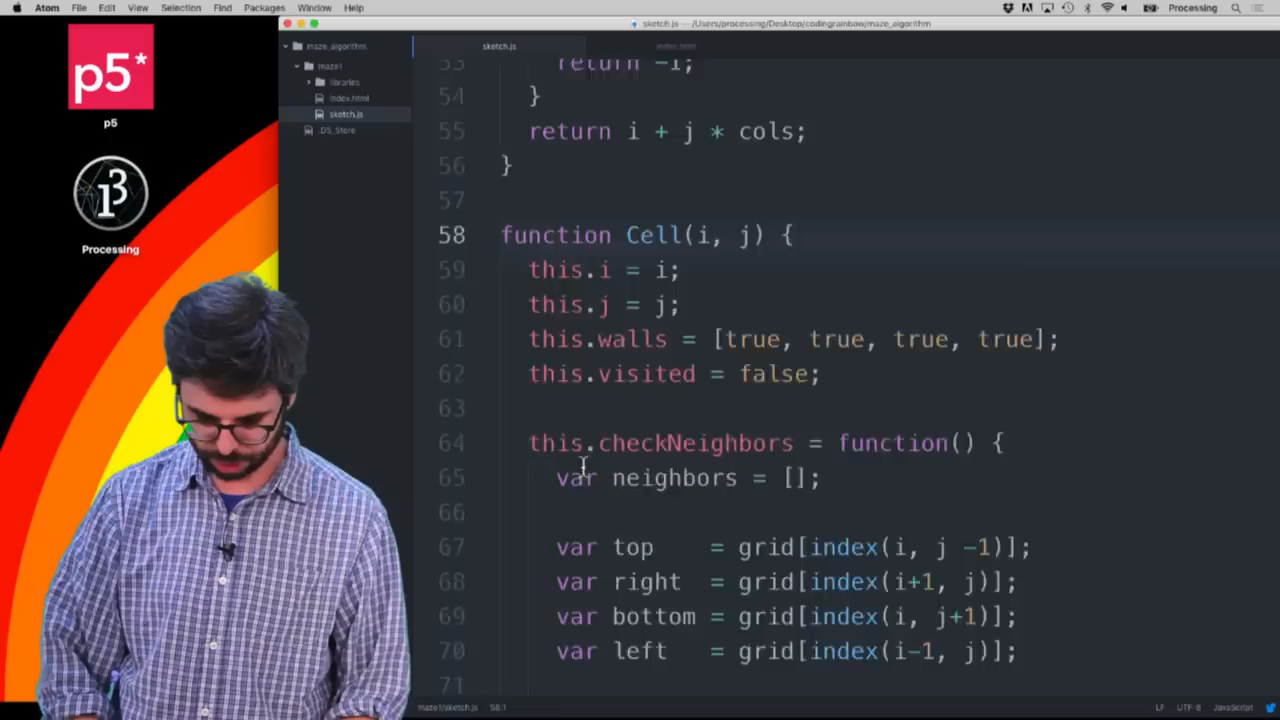 Atom File Edit View Selection Find Packages Window Help Processing
sketch.js — /Users/processing/Desktop/codingrainbow/maze_algorithm
maze_algorithm
maze1
libraries
index.html
sketch.js
.DS_Store
sketch.js index.html
p5*
p5
Processing
53 return -1;
54 }
55 return i + j * cols;
56 }
57
58 function Cell(i, j) {
59 this.i = i;
60 this.j = j;
61 this.walls = [true, true, true, true];
62 this.visited = false;
63
64 this.checkNeighbors = function() {
65 var neighbors = [];
66
67 var top = grid[index(i, j -1)];
68 var right = grid[index(i+1, j)];
69 var bottom = grid[index(i, j+1)];
70 var left = grid[index(i-1, j)];
71
maze1/sketch.js 58:1 LF UTF-8 JavaScript